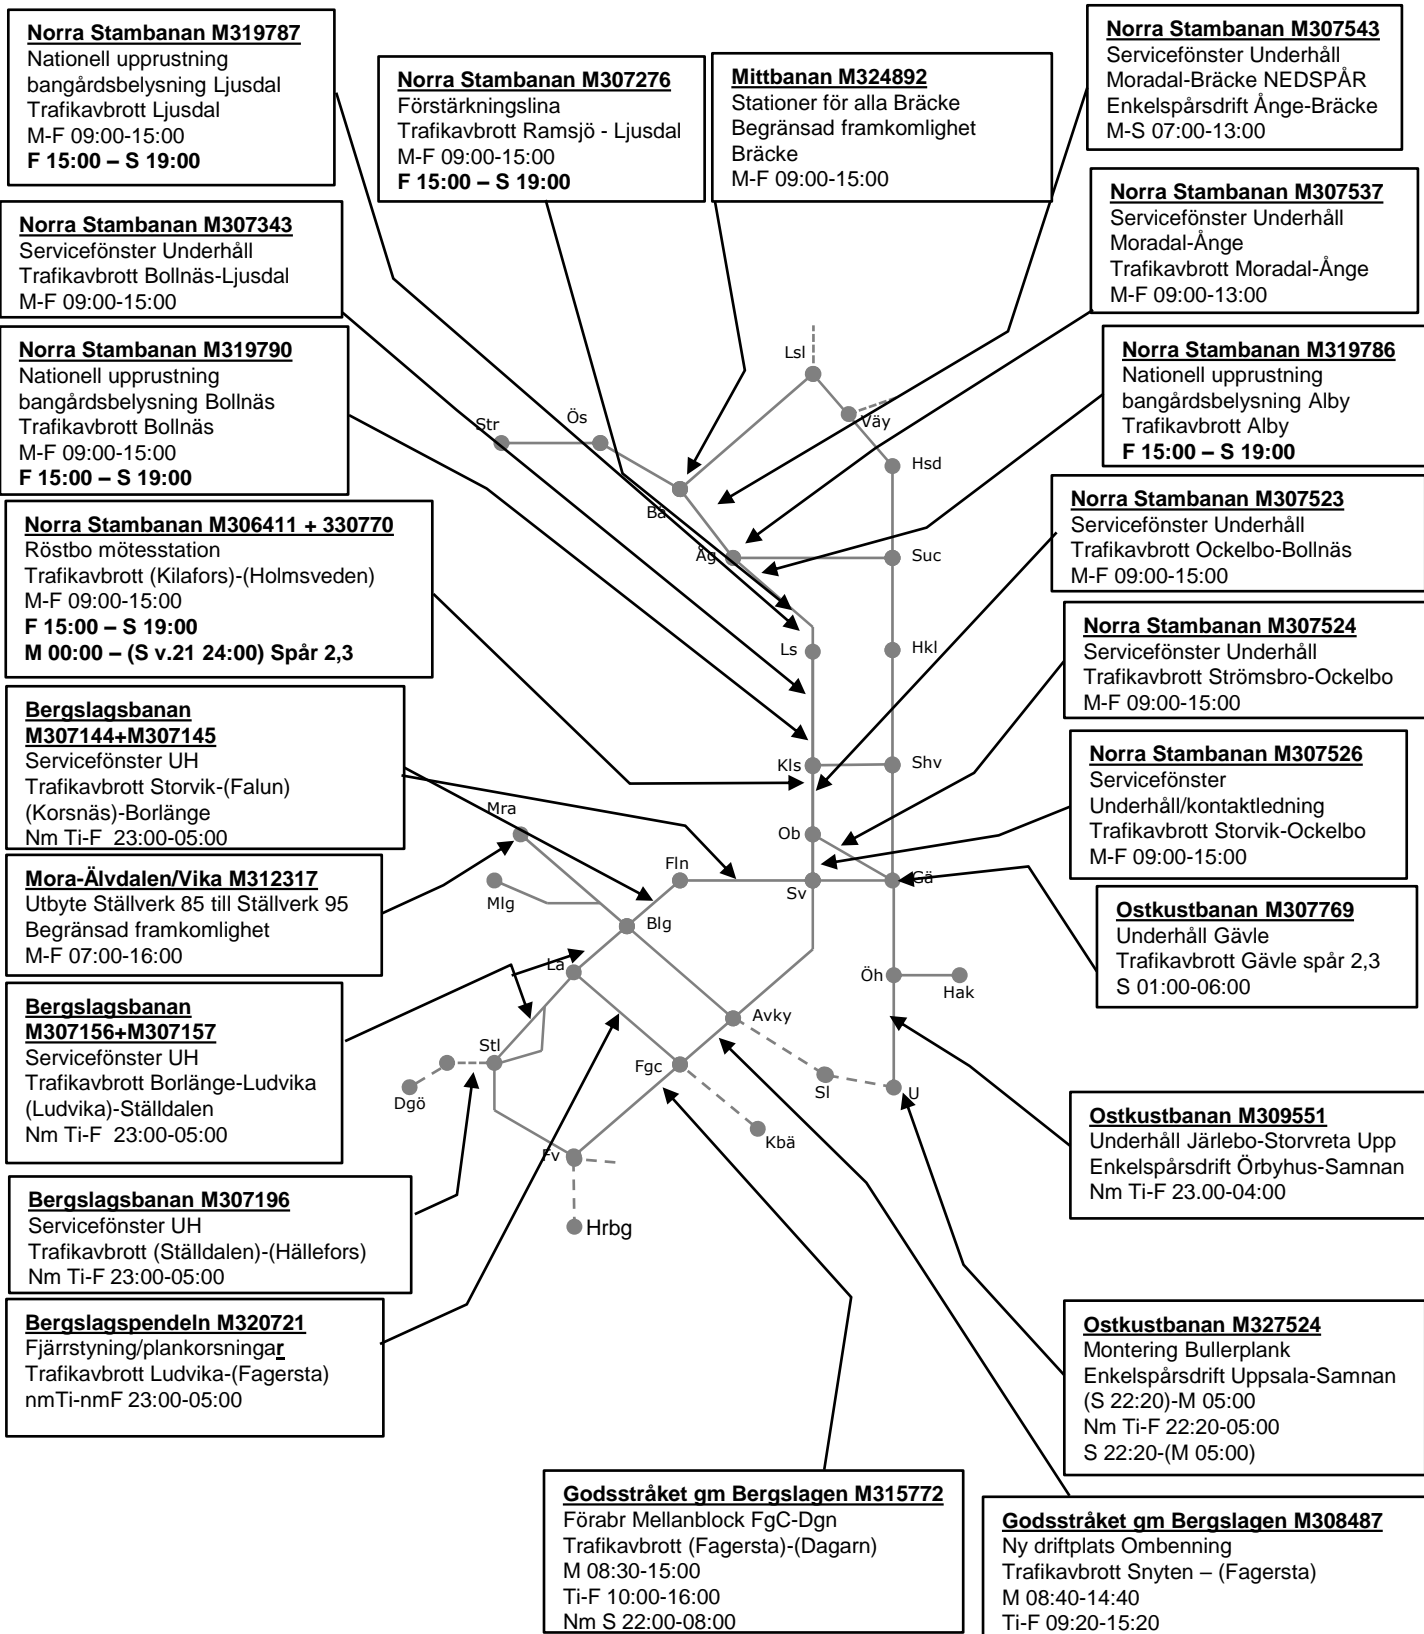 Norra Stambanan M319787
Nationell upprustning
bangårdsbelysning Ljusdal
Trafikavbrott Ljusdal
M-F 09:00-15:00
F 15:00 – S 19:00
Norra Stambanan M307276
Förstärkningslina
Trafikavbrott Ramsjö - Ljusdal
M-F 09:00-15:00
F 15:00 – S 19:00
Mittbanan M324892
Stationer för alla Bräcke
Begränsad framkomlighet
Bräcke
M-F 09:00-15:00
Norra Stambanan M307543
Servicefönster Underhåll
Moradal-Bräcke NEDSPÅR
Enkelspårsdrift Ånge-Bräcke
M-S 07:00-13:00
Norra Stambanan M307343
Servicefönster Underhåll
Trafikavbrott Bollnäs-Ljusdal
M-F 09:00-15:00
Norra Stambanan M307537
Servicefönster Underhåll
Moradal-Ånge
Trafikavbrott Moradal-Ånge
M-F 09:00-13:00
Norra Stambanan M319790
Nationell upprustning
bangårdsbelysning Bollnäs
Trafikavbrott Bollnäs
M-F 09:00-15:00
F 15:00 – S 19:00
Norra Stambanan M319786
Nationell upprustning
bangårdsbelysning Alby
Trafikavbrott Alby
F 15:00 – S 19:00
Norra Stambanan M306411 + 330770
Röstbo mötesstation
Trafikavbrott (Kilafors)-(Holmsveden)
M-F 09:00-15:00
F 15:00 – S 19:00
M 00:00 – (S v.21 24:00) Spår 2,3
Norra Stambanan M307523
Servicefönster Underhåll
Trafikavbrott Ockelbo-Bollnäs
M-F 09:00-15:00
Norra Stambanan M307524
Servicefönster Underhåll
Trafikavbrott Strömsbro-Ockelbo
M-F 09:00-15:00
Bergslagsbanan
M307144+M307145
Servicefönster UH
Trafikavbrott Storvik-(Falun)
(Korsnäs)-Borlänge
Nm Ti-F 23:00-05:00
Norra Stambanan M307526
Servicefönster
Underhåll/kontaktledning
Trafikavbrott Storvik-Ockelbo
M-F 09:00-15:00
Mora-Älvdalen/Vika M312317
Utbyte Ställverk 85 till Ställverk 95
Begränsad framkomlighet
M-F 07:00-16:00
Ostkustbanan M307769
Underhåll Gävle
Trafikavbrott Gävle spår 2,3
S 01:00-06:00
Bergslagsbanan
M307156+M307157
Servicefönster UH
Trafikavbrott Borlänge-Ludvika
(Ludvika)-Ställdalen
Nm Ti-F 23:00-05:00
Ostkustbanan M309551
Underhåll Järlebo-Storvreta Upp
Enkelspårsdrift Örbyhus-Samnan
Nm Ti-F 23.00-04:00
Bergslagsbanan M307196
Servicefönster UH
Trafikavbrott (Ställdalen)-(Hällefors)
Nm Ti-F 23:00-05:00
Bergslagspendeln M320721
Fjärrstyning/plankorsningar
Trafikavbrott Ludvika-(Fagersta)
nmTi-nmF 23:00-05:00
Ostkustbanan M327524
Montering Bullerplank
Enkelspårsdrift Uppsala-Samnan
(S 22:20)-M 05:00
Nm Ti-F 22:20-05:00
S 22:20-(M 05:00)
Godsstråket gm Bergslagen M315772
Förabr Mellanblock FgC-Dgn
Trafikavbrott (Fagersta)-(Dagarn)
M 08:30-15:00
Ti-F 10:00-16:00
Nm S 22:00-08:00
Godsstråket gm Bergslagen M308487
Ny driftplats Ombenning
Trafikavbrott Snyten – (Fagersta)
M 08:40-14:40
Ti-F 09:20-15:20
Lsl
Väy
Str
Ös
Hsd
Bä
Åg
Suc
Ls
Hkl
Kls
Shv
Mra
Ob
Fln
Mlg
Sv
Gä
Blg
La
Öh
Hak
Avky
Stl
Fgc
Dgö
Sl
U
Kbä
Fv
Hrbg